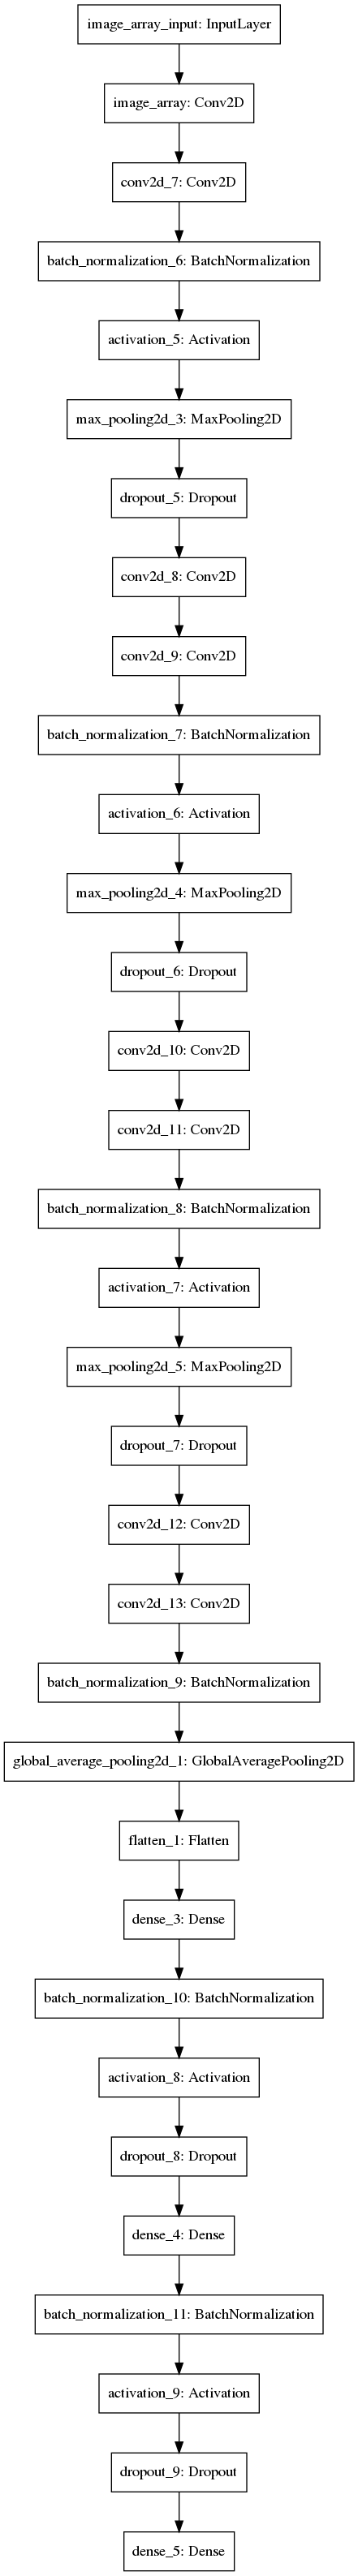 image_array_input: InputLayer
image_array: Conv2D
conv2d_7: Conv2D
batch_normalization_6: BatchNormalization
activation_5: Activation
max_pooling2d_3: MaxPooling2D
dropout_5: Dropout
conv2d_8: Conv2D
conv2d_9: Conv2D
batch_normalization_7: BatchNormalization
activation_6: Activation
max_pooling2d_4: MaxPooling2D
dropout_6: Dropout
conv2d_10: Conv2D
conv2d_11: Conv2D
batch_normalization_8: BatchNormalization
activation_7: Activation
max_pooling2d_5: MaxPooling2D
dropout_7: Dropout
conv2d_12: Conv2D
conv2d_13: Conv2D
batch_normalization_9: BatchNormalization
global_average_pooling2d_1: GlobalAveragePooling2D
flatten_1: Flatten
dense_3: Dense
batch_normalization_10: BatchNormalization
activation_8: Activation
dropout_8: Dropout
dense_4: Dense
batch_normalization_11: BatchNormalization
activation_9: Activation
dropout_9: Dropout
dense_5: Dense